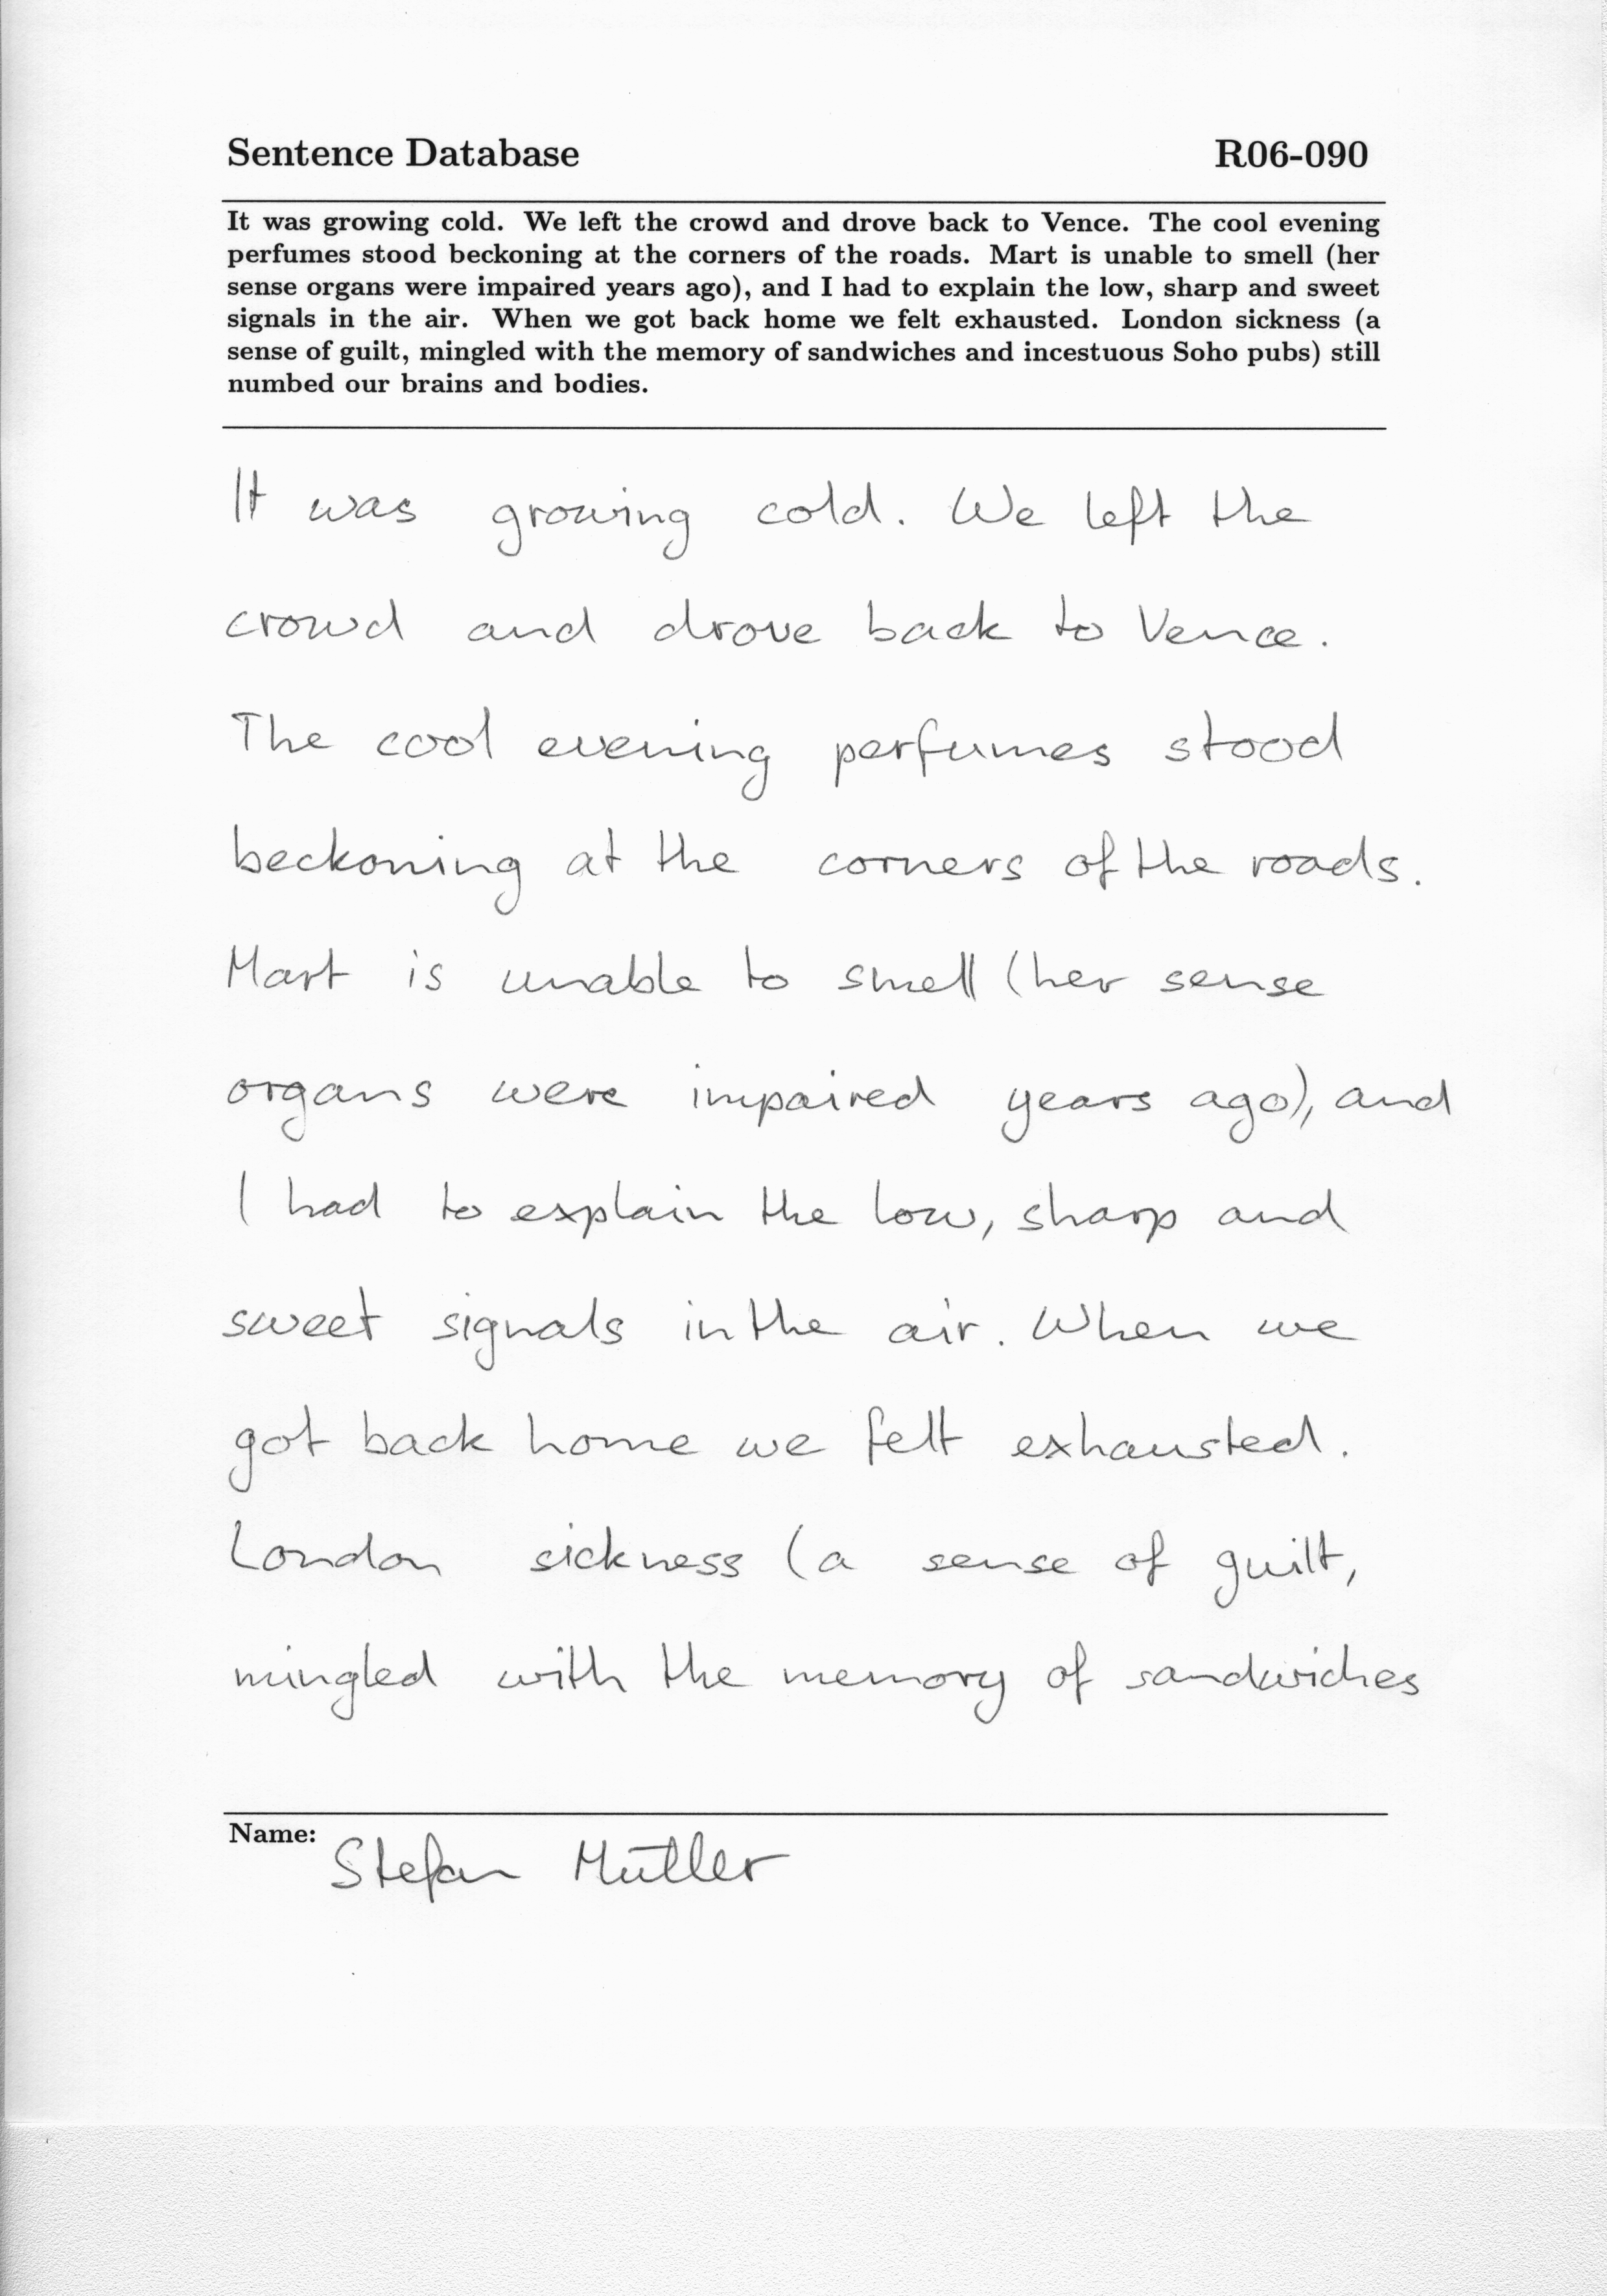 Sentence Database R06-090
It was growing cold. We left the crowd and drove back to Vence. The cool evening
perfumes stood beckoning at the corners of the roads. Mart is unable to smell (her
sense organs were impaired years ago), and I had to explain the low, sharp and sweet
signals in the air. When we got back home we felt exhausted. London sickness (a
sense of guilt, mingled with the memory of sandwiches and incestuous Soho pubs) still
numbed our brains and bodies.
It was growing cold. We left the
crowd and drove back to Vence.
The cool evening perfumes stood
beckoning at the corners of the roads.
Mart is unable to smell (her sense
organs were impaired years ago), and
I had to explain the low, sharp and
sweet signals in the air. When we
got back home we felt exhausted.
London sickness (a sense of guilt,
mingled with the memory of sandwiches
Name: Stefan Müller